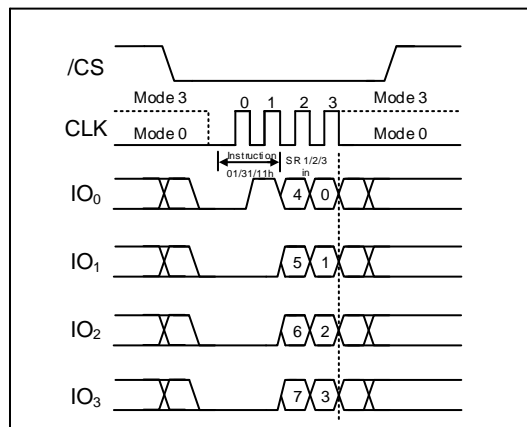 /CS
Mode 3 0 1 2 3 Mode 3
CLK Mode 0 Mode 0
Instruction SR 1/2/3
01/31/11h in
IO0 4 0
IO1 5 1
IO2 6 2
IO3 7 3